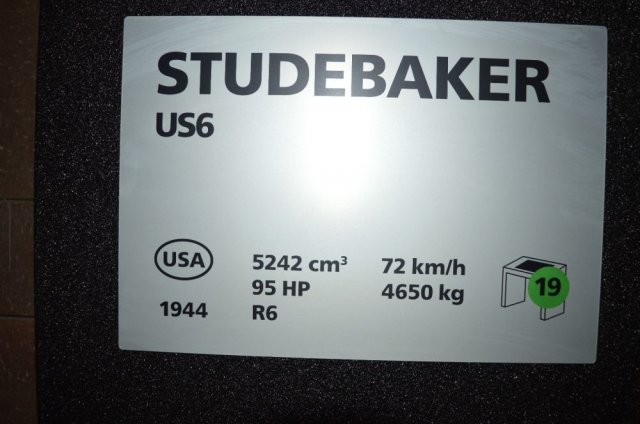 STUDEBAKER
US6
USA
1944
5242 cm³
95 HP
R6
72 km/h
4650 kg
19